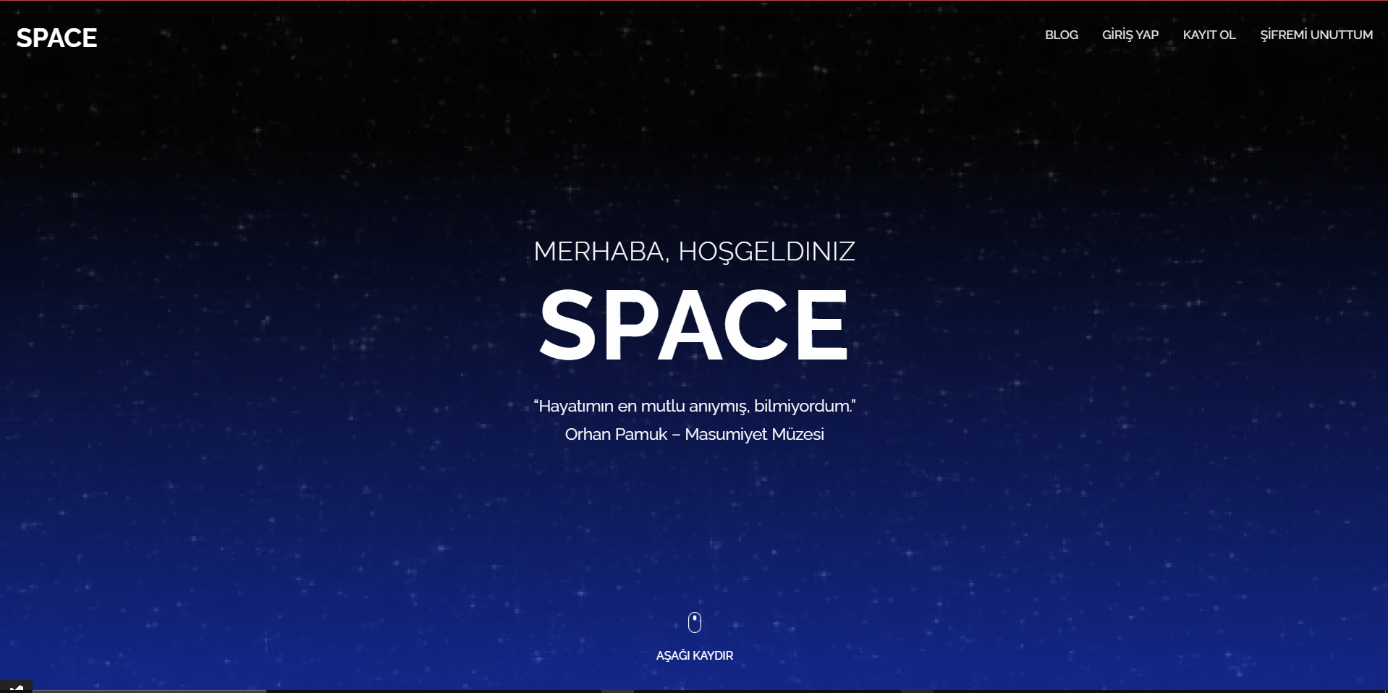 SPACE
BLOG GİRİŞ YAP KAYIT OL ŞİFREMİ UNUTTUM
MERHABA, HOŞGELDINIZ
SPACE
“Hayatımın en mutlu anıymış, bilmiyordum.”
Orhan Pamuk – Masumiyet Müzesi
AŞAĞI KAYDIR